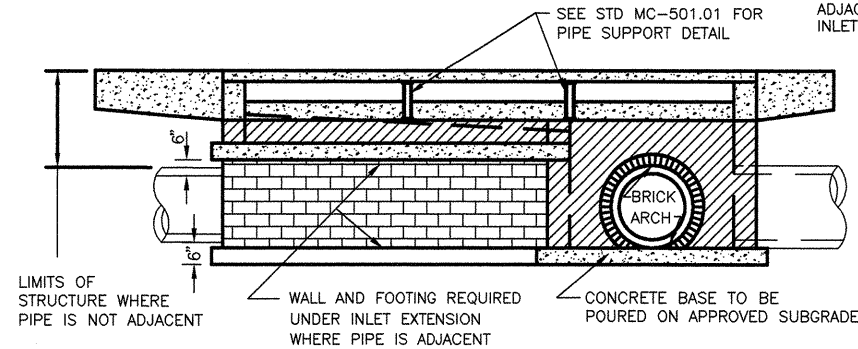 SEE STD MC-501.01 FOR
PIPE SUPPORT DETAIL
ADJAC
INLET
6"
6"
BRICK
ARCH
LIMITS OF
STRUCTURE WHERE
PIPE IS NOT ADJACENT
WALL AND FOOTING REQUIRED
UNDER INLET EXTENSION
WHERE PIPE IS ADJACENT
CONCRETE BASE TO BE
POURED ON APPROVED SUBGRADE